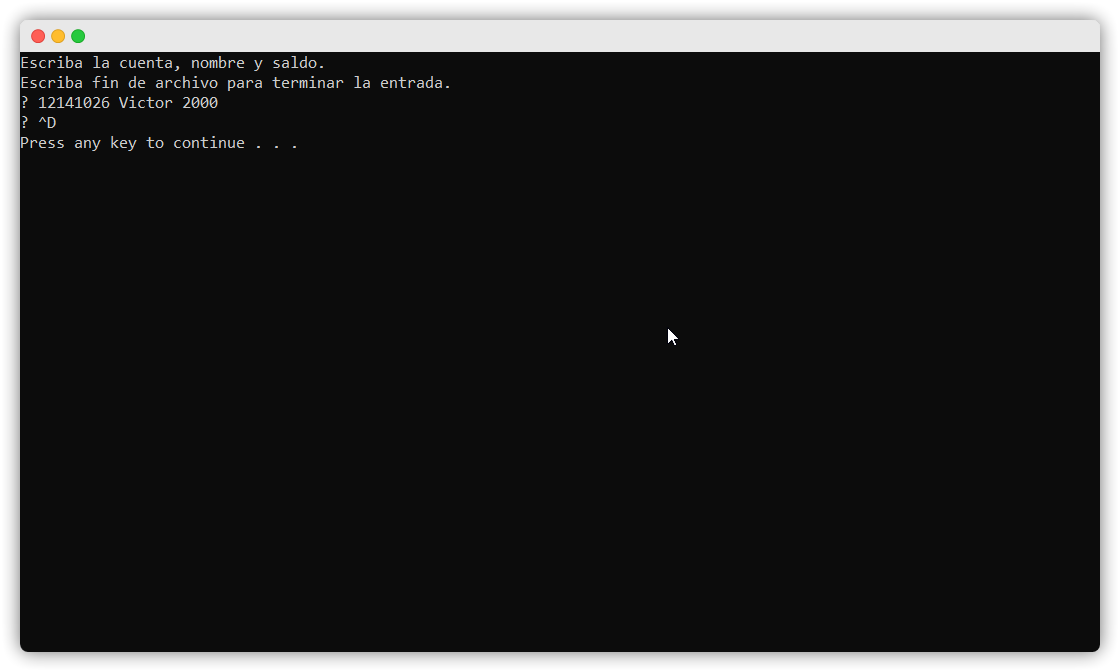 Escriba la cuenta, nombre y saldo.
Escriba fin de archivo para terminar la entrada.
? 12141026 Victor 2000
? ^D
Press any key to continue . . .